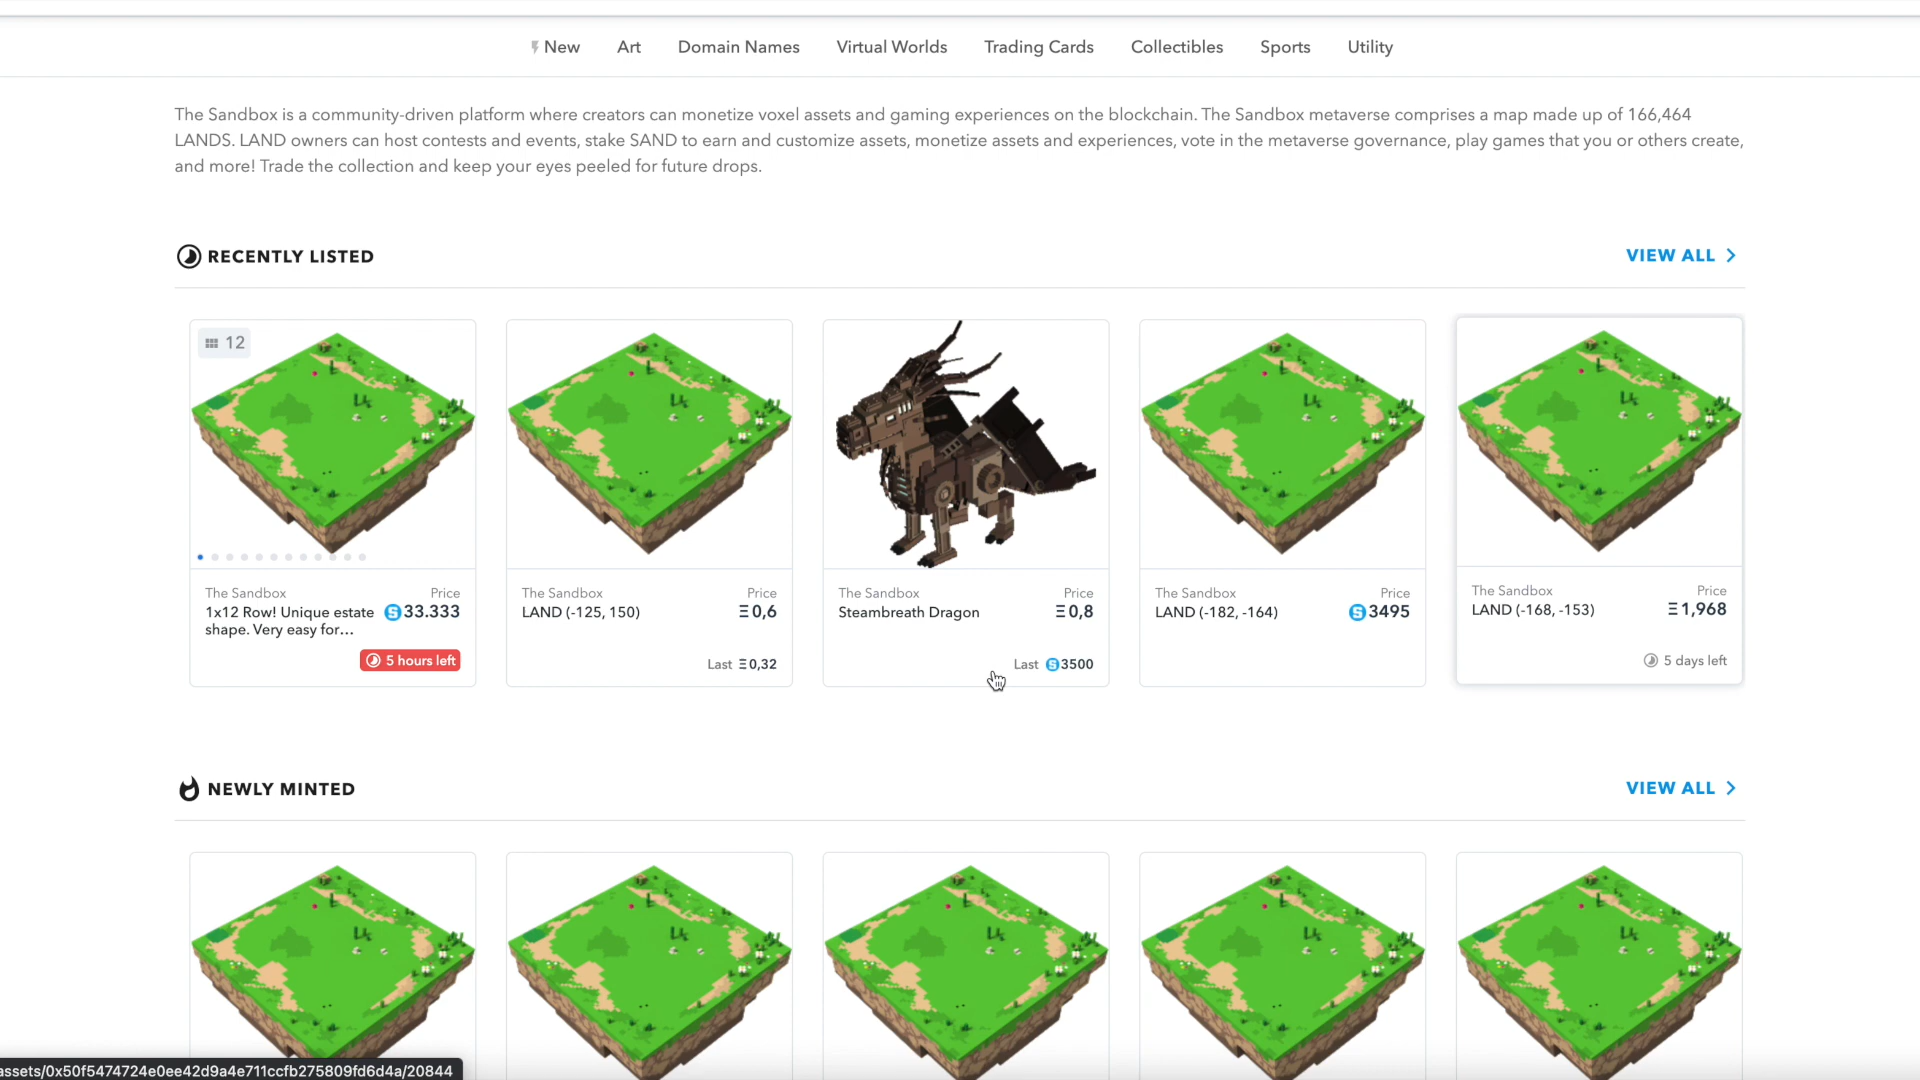 New Art Domain Names Virtual Worlds Trading Cards Collectibles Sports Utility
The Sandbox is a community-driven platform where creators can monetize voxel assets and gaming experiences on the blockchain. The Sandbox metaverse comprises a map made up of 166,464
LANDS. LAND owners can host contests and events, stake SAND to earn and customize assets, monetize assets and experiences, vote in the metaverse governance, play games that you or others create,
and more! Trade the collection and keep your eyes peeled for future drops.
RECENTLY LISTED
VIEW ALL
12
The Sandbox Price
1x12 Row! Unique estate 33.333
shape. Very easy for...
5 hours left
The Sandbox Price
LAND (-125, 150) Ξ0,6
Last Ξ0,32
The Sandbox Price
Steambreath Dragon Ξ0,8
Last 3500
The Sandbox Price
LAND (-182, -164) 3495
The Sandbox Price
LAND (-168, -153) Ξ1,968
5 days left
NEWLY MINTED
VIEW ALL
assets/0x50f5474724e0ee42d9a4e711ccfb275809fd6d4a/20844